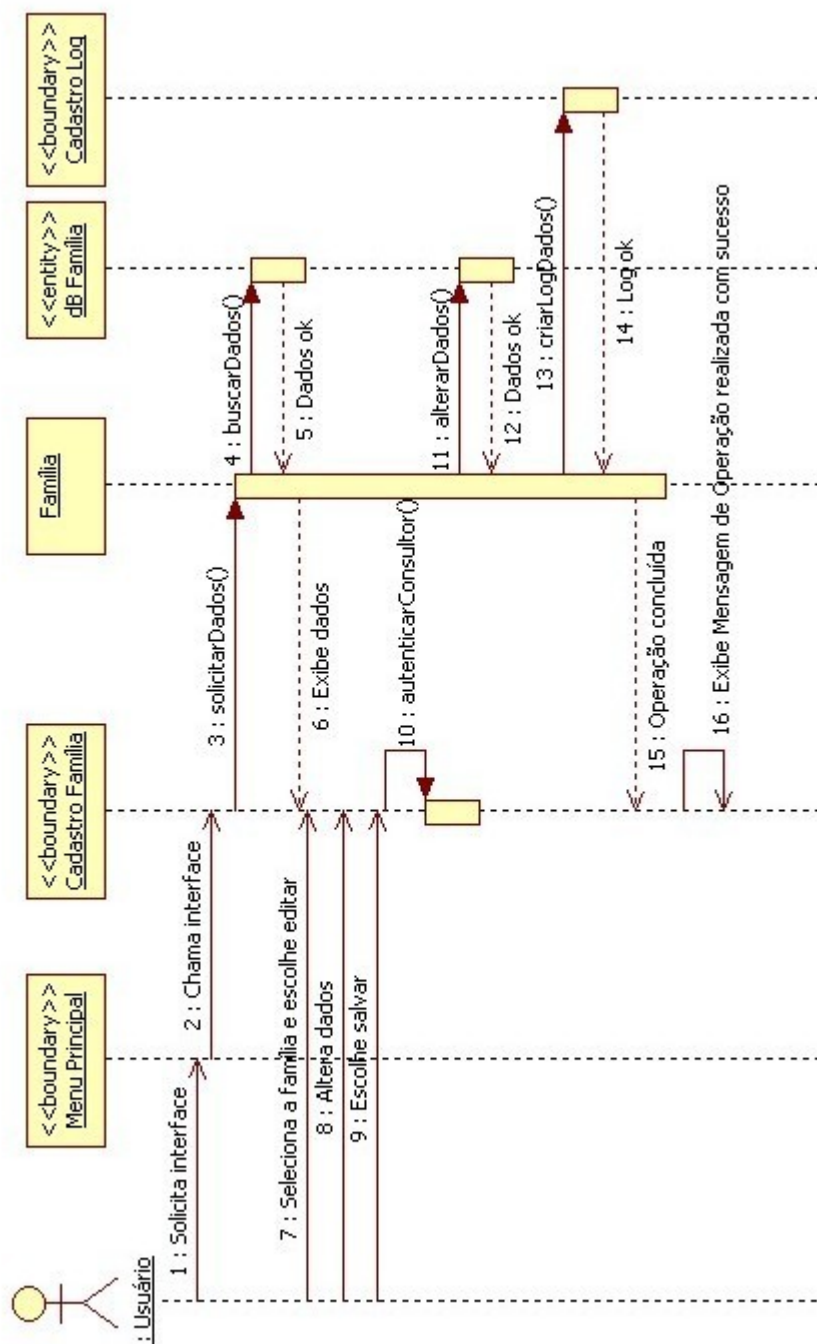 : Usuário
<<boundary>>
Menu Principal
<<boundary>>
Cadastro Família
Família
<<entity>>
dB Família
<<boundary>>
Cadastro Log
1 : Solicita interface
2 : Chama interface
3 : solicitarDados()
4 : buscarDados()
5 : Dados ok
6 : Exibe dados
7 : Seleciona a família e escolhe editar
8 : Altera dados
9 : Escolhe salvar
10 : autenticarConsultor()
11 : alterarDados()
12 : Dados ok
13 : criarLogDados()
14 : Log ok
15 : Operação concluída
16 : Exibe Mensagem de Operação realizada com sucesso